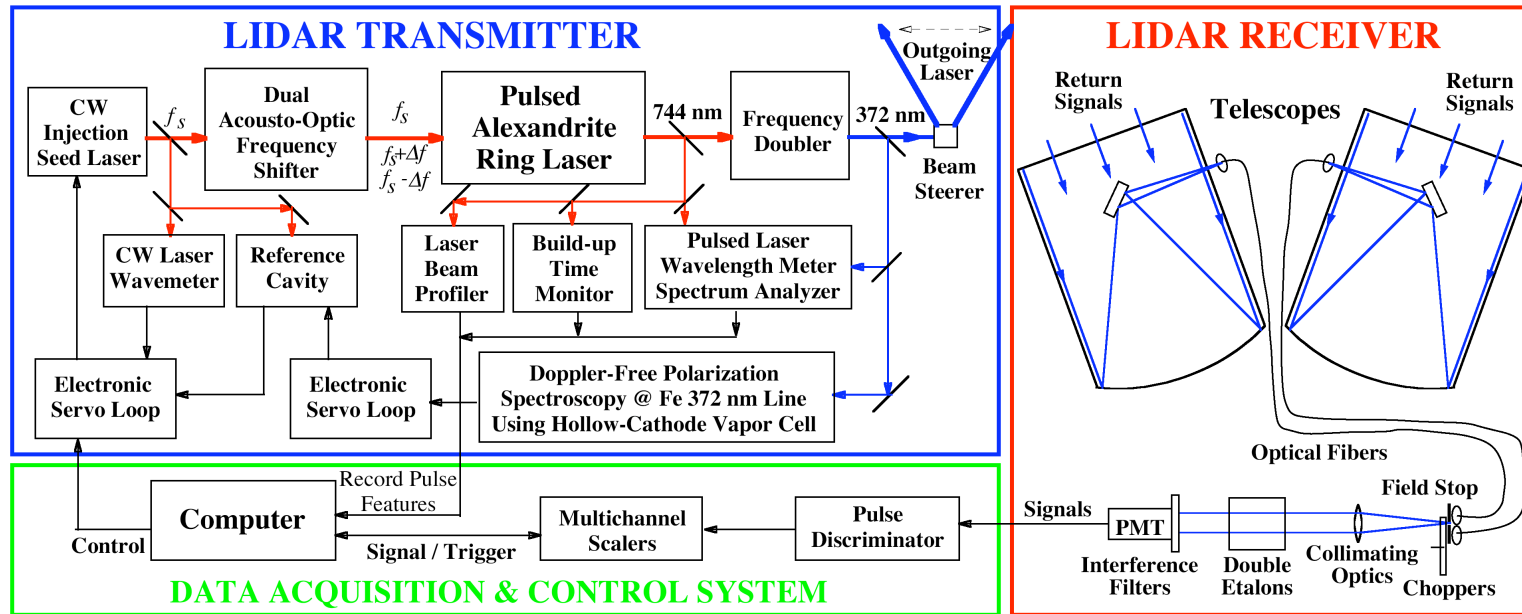 LIDAR TRANSMITTER
CW
Injection
Seed Laser
fs
Dual
Acousto-Optic
Frequency
Shifter
fs
fs+Δf
fs-Δf
Pulsed
Alexandrite
Ring Laser
744 nm
Frequency
Doubler
372 nm
Outgoing
Laser
Beam
Steerer
CW Laser
Wavemeter
Reference
Cavity
Laser
Beam
Profiler
Build-up
Time
Monitor
Pulsed Laser
Wavelength Meter
Spectrum Analyzer
Electronic
Servo Loop
Electronic
Servo Loop
Doppler-Free Polarization
Spectroscopy @ Fe 372 nm Line
Using Hollow-Cathode Vapor Cell
LIDAR RECEIVER
Return
Signals
Telescopes
Return
Signals
Optical Fibers
Field Stop
Signals
PMT
Interference
Filters
Double
Etalons
Collimating
Optics
Choppers
Record Pulse
Features
Computer
Control
Signal / Trigger
Multichannel
Scalers
Pulse
Discriminator
DATA ACQUISITION & CONTROL SYSTEM